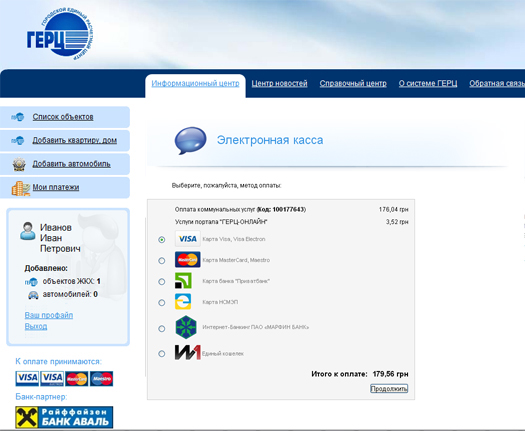 ГОРОДСКОЙ ЕДИНЫЙ РАСЧЕТНЫЙ ЦЕНТР
ГЕРЦ
Информационный центр
Центр новостей
Справочный центр
О системе ГЕРЦ
Обратная связь
Список объектов
Добавить квартиру, дом
Добавить автомобиль
Мои платежи
Иванов
Иван
Петрович
Добавлено:
объектов ЖКХ: 1
автомобилей: 0
Ваш профайл
Выход
К оплате принимаются:
VISA VISA MasterCard Maestro
Банк-партнер:
Райффайзен
БАНК АВАЛЬ
Электронная касса
Выберите, пожалуйста, метод оплаты:
Оплата коммунальных услуг (Код: 100177643) 176,04 грн
Услуги портала "ГЕРЦ-ОНЛАЙН" 3,52 грн
VISA Карта Visa, Visa Electron
MasterCard Карта MasterCard, Maestro
Карта банка "Приватбанк"
Карта НСМЭП
Интернет-Банкинг ПАО «МАРФИН БАНК»
Единый кошелек
Итого к оплате: 179,56 грн
Продолжить